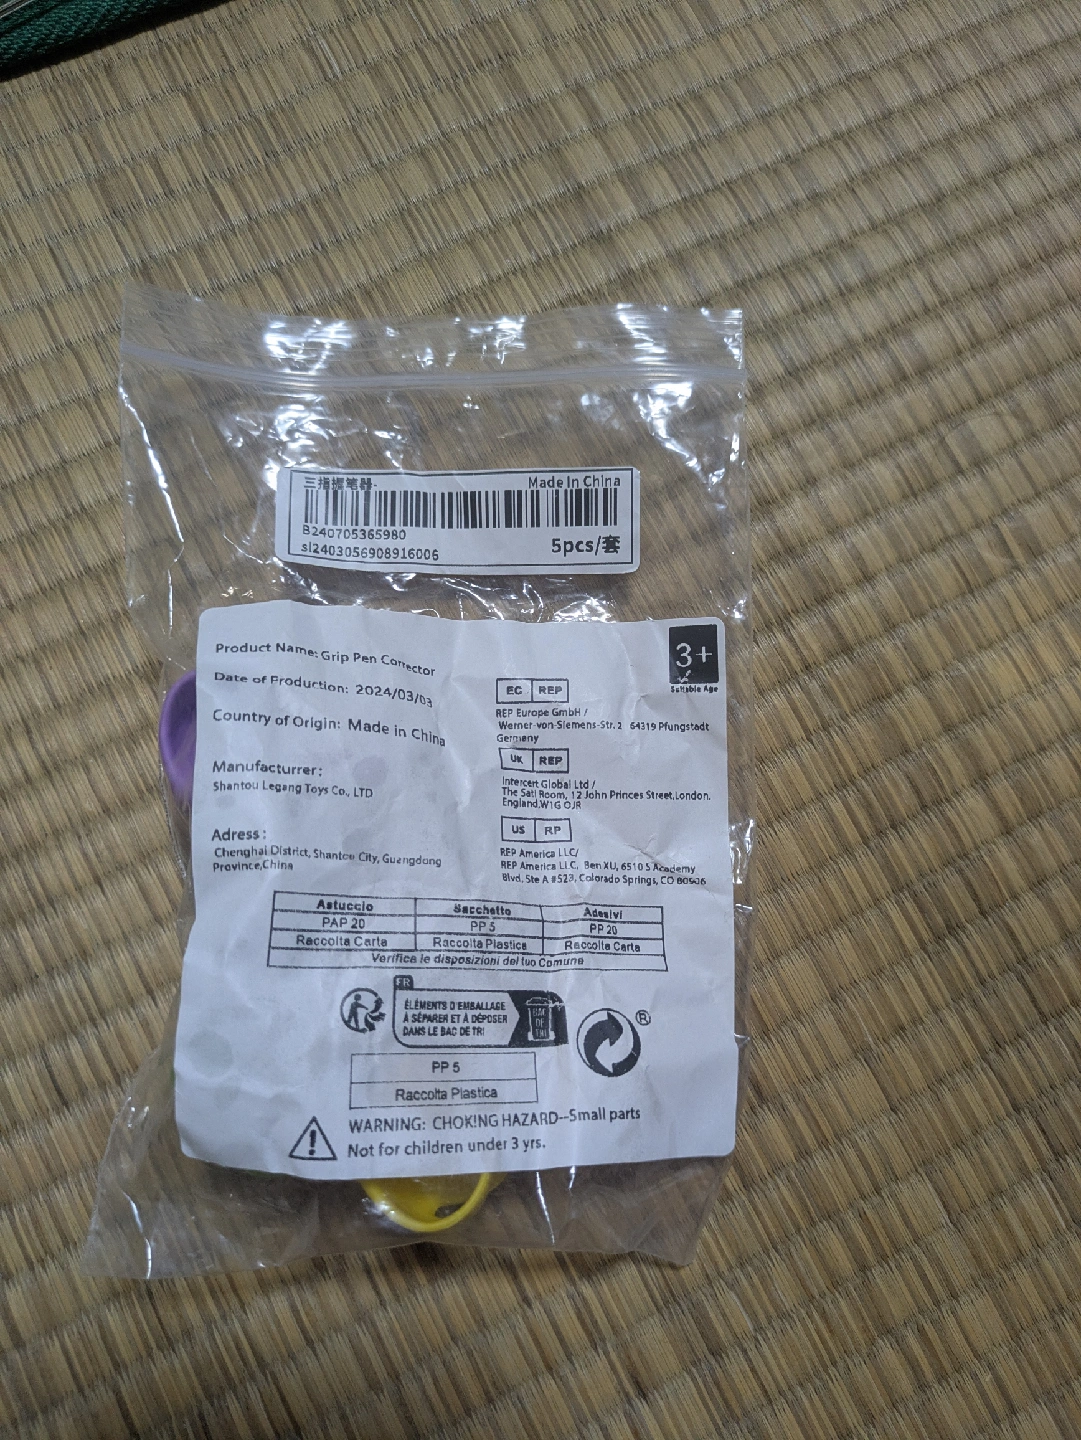 三指握笔器-
Made In China
B240705365980
sl2403056908916006
5pcs/套
Product Name: Grip Pen Corrector
Date of Production: 2024/03/03
Country of Origin: Made in China
Manufacturrer:
Shantou Legang Toys Co., LTD
Adress:
Chenghai District, Shantou City, Guangdong
Province,China
3+
Suitable Age
EC REP
REP Europe GmbH /
Werner-von-Siemens-Str. 2 64319 Pfungstadt
Germany
UK REP
Intercert Global Ltd /
The Sati Room, 12 John Princes Street,London.
England,W1G OJR
US RP
REP America LLC/
REP America LLC, Ben XU, 6510 S Academy
Blvd, Ste A #523, Colorado Springs, CO 80906
Astuccio Sacchetto Adesivi
PAP 20 PP 5 PP 20
Raccolta Carta Raccolta Plastica Raccolta Carta
Verifica le disposizioni del tuo Comune
FR
ÉLÉMENTS D'EMBALLAGE
À SÉPARER ET À DÉPOSER
DANS LE BAC DE TRI
BAC
DE
TRI
®
PP 5
Raccolta Plastica
WARNING: CHOKING HAZARD--Small parts
Not for children under 3 yrs.